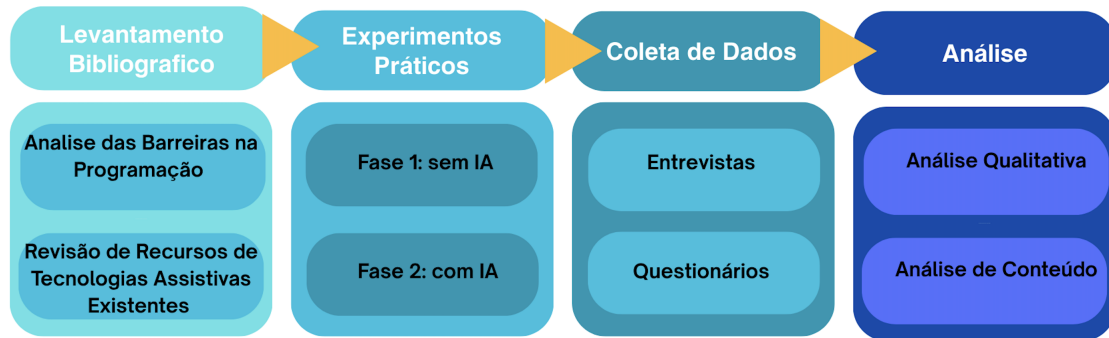 Levantamento
Bibliografico
Experimentos
Práticos
Coleta de Dados
Análise
Analise das Barreiras na
Programação
Revisão de Recursos de
Tecnologias Assistivas
Existentes
Fase 1: sem IA
Fase 2: com IA
Entrevistas
Questionários
Análise Qualitativa
Análise de Conteúdo